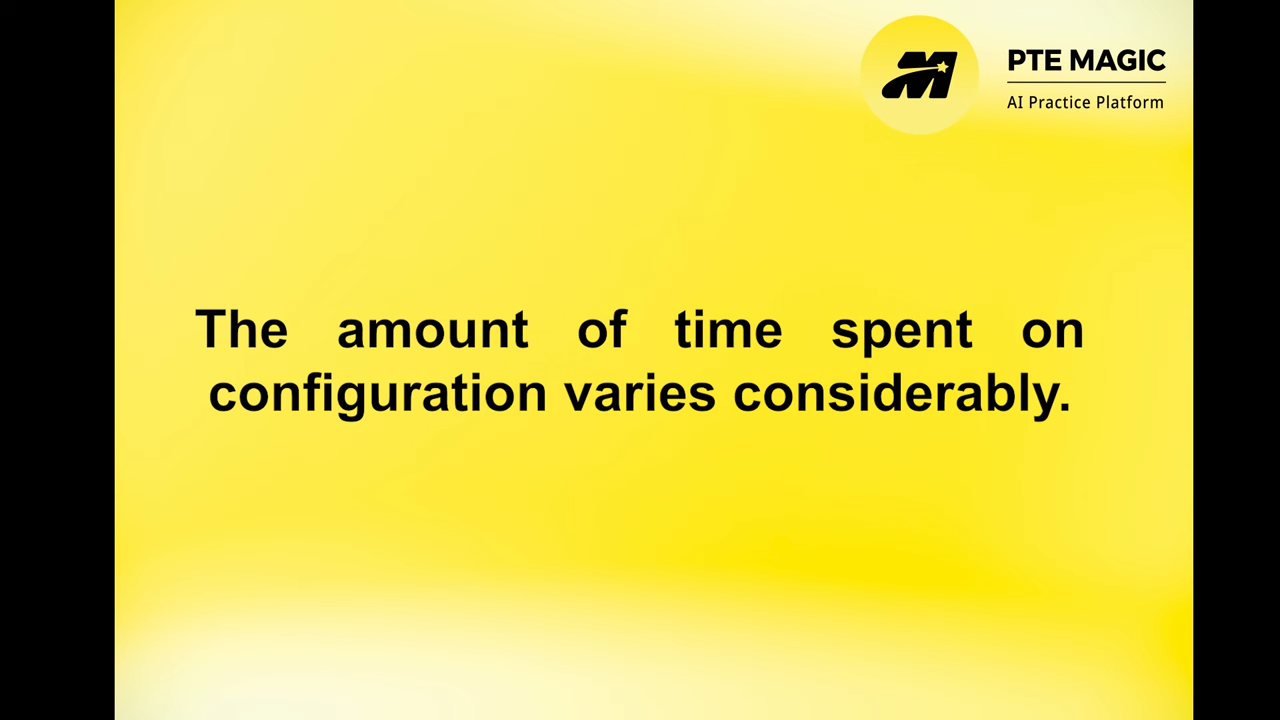 PTE MAGIC
AI Practice Platform
The amount of time spent on
configuration varies considerably.